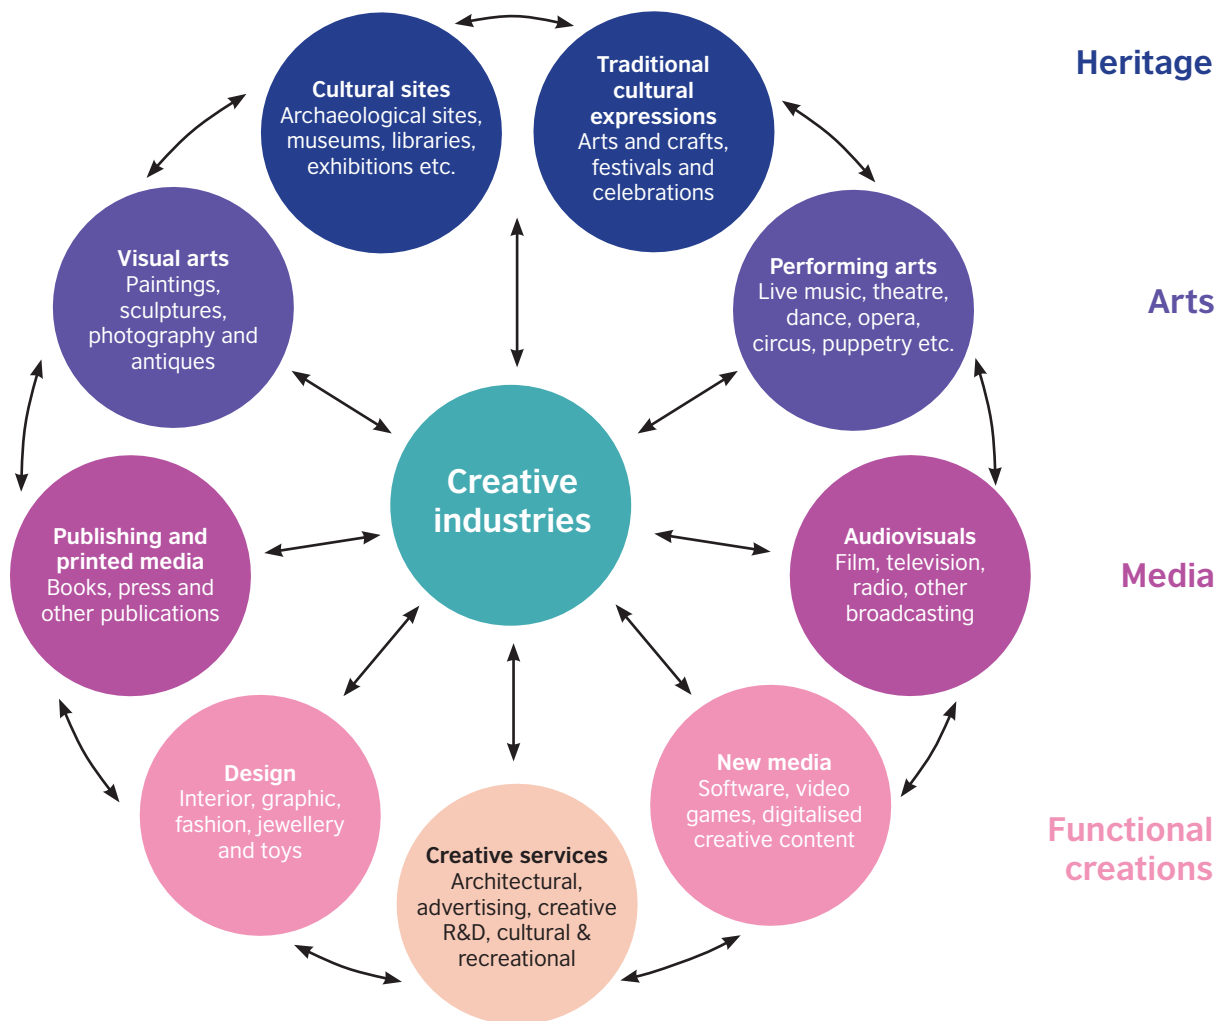 Heritage
Cultural sites
Archaeological sites,
museums, libraries,
exhibitions etc.
Traditional
cultural
expressions
Arts and crafts,
festivals and
celebrations
Arts
Visual arts
Paintings,
sculptures,
photography and
antiques
Performing arts
Live music, theatre,
dance, opera,
circus, puppetry etc.
Creative
industries
Media
Publishing and
printed media
Books, press and
other publications
Audiovisuals
Film, television,
radio, other
broadcasting
Functional
creations
Design
Interior, graphic,
fashion, jewellery
and toys
New media
Software, video
games, digitalised
creative content
Creative services
Architectural,
advertising, creative
R&D, cultural &
recreational